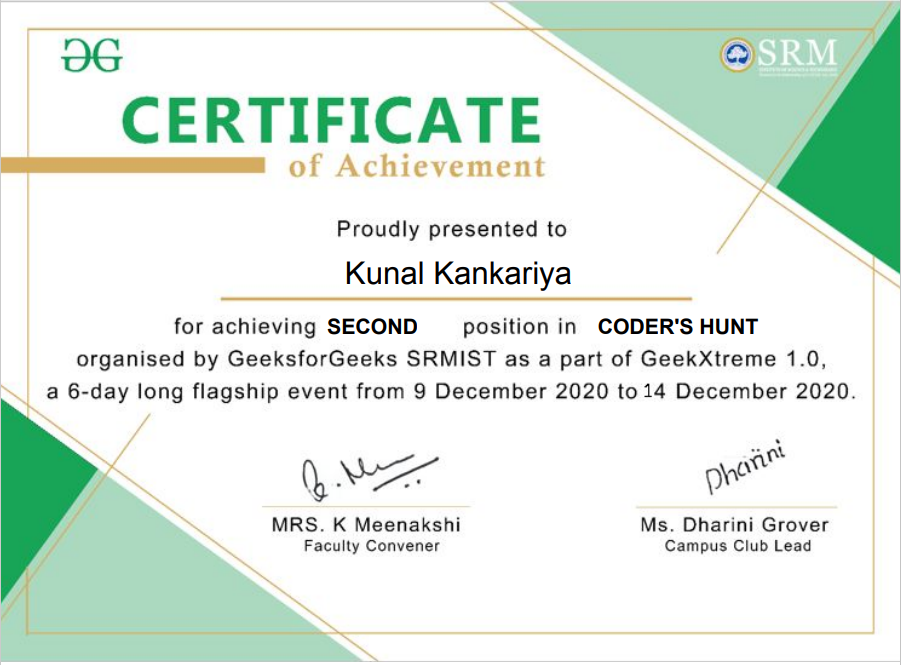 GG
SRM
CERTIFICATE
of Achievement
Proudly presented to
Kunal Kankariya
for achieving SECOND position in CODER'S HUNT
organised by GeeksforGeeks SRMIST as a part of GeekXtreme 1.0,
a 6-day long flagship event from 9 December 2020 to 14 December 2020.
Dharini
MRS. K Meenakshi
Faculty Convener
Ms. Dharini Grover
Campus Club Lead